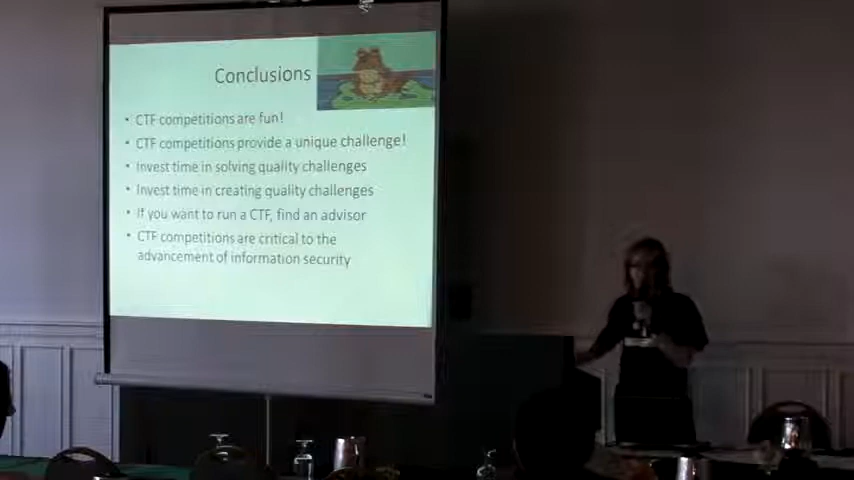 Conclusions
• CTF competitions are fun!
• CTF competitions provide a unique challenge!
• Invest time in solving quality challenges
• Invest time in creating quality challenges
• If you want to run a CTF, find an advisor
• CTF competitions are critical to the
advancement of information security